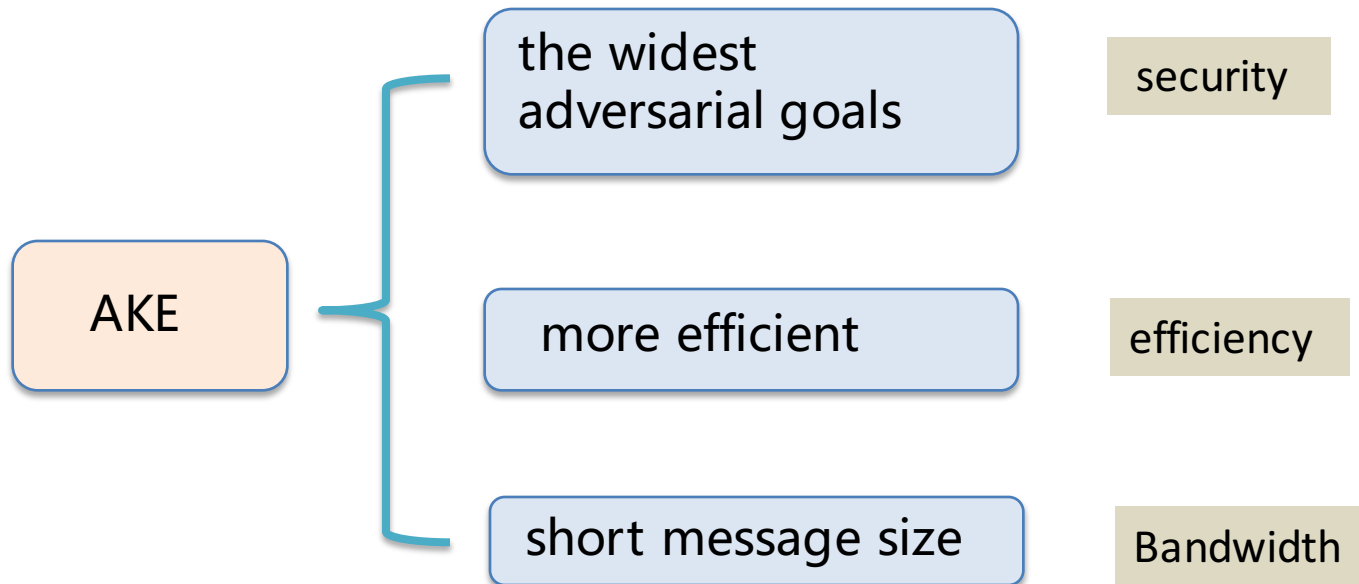 the widest
adversarial goals
security
AKE
more efficient
efficiency
short message size
Bandwidth